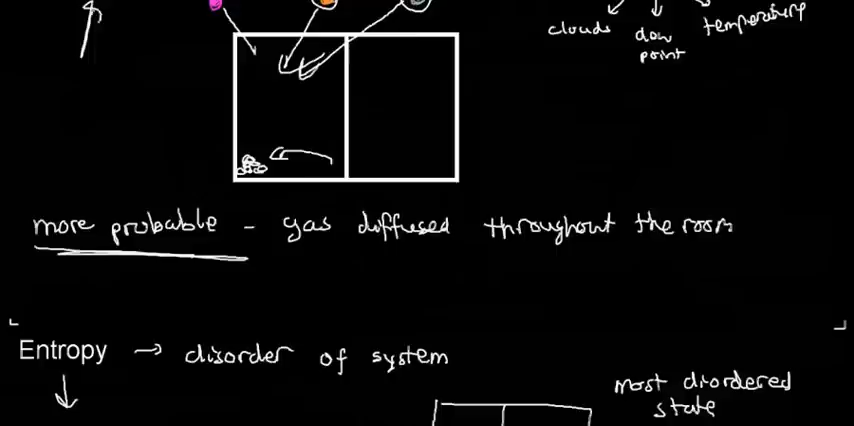 clouds
dew
point
temperature
more probable - gas diffused throughout the room
Entropy → disorder of system
most disordered
state